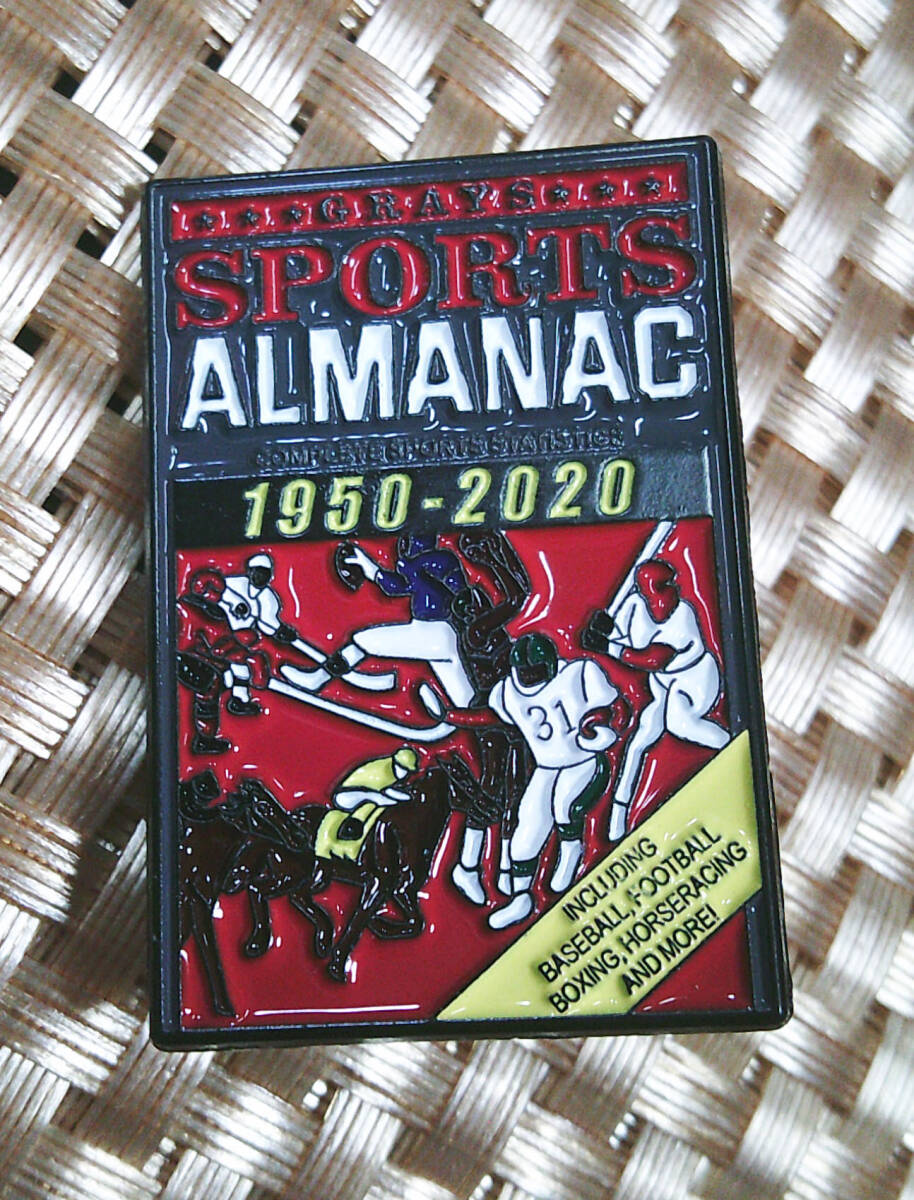 GRAYS
SPORTS
ALMANAC
COMPLETE SPORTS STATISTICS
1950-2020
31
INCLUDING
BASEBALL, FOOTBALL
BOXING, HORSERACING
AND MORE!